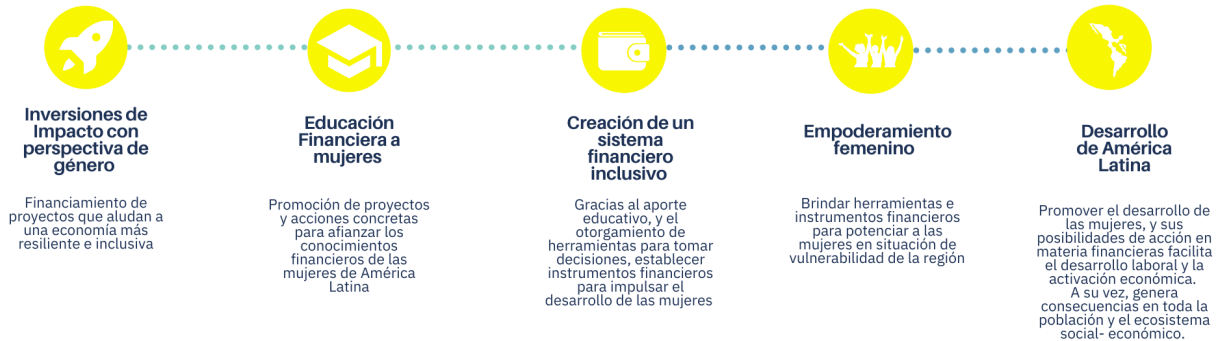 Inversiones de
Impacto con
perspectiva de
género
Financiamiento de
proyectos que aludan a
una economía más
resiliente e inclusiva
Educación
Financiera a
mujeres
Promoción de proyectos
y acciones concretas
para afianzar los
conocimientos
financieros de las
mujeres de América
Latina
Creación de un
sistema
financiero
inclusivo
Gracias al aporte
educativo, y el
otorgamiento de
herramientas para tomar
decisiones, establecer
instrumentos financieros
para impulsar el
desarrollo de las mujeres
Empoderamiento
femenino
Brindar herramientas e
instrumentos financieros
para potenciar a las
mujeres en situación de
vulnerabilidad de la región
Desarrollo
de América
Latina
Promover el desarrollo de
las mujeres, y sus
posibilidades de acción en
materia financieras facilita
el desarrollo laboral y la
activación económica.
A su vez, genera
consecuencias en toda la
población y el ecosistema
social- económico.